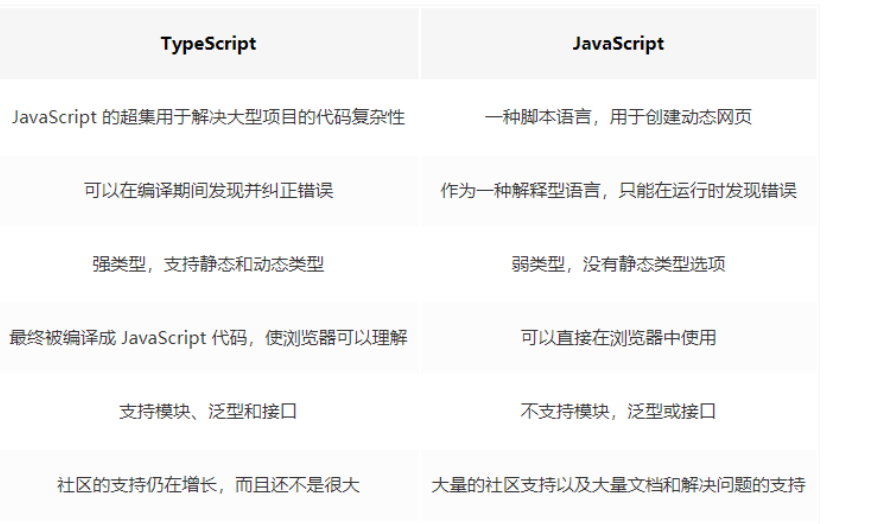 TypeScript JavaScript
JavaScript 的超集用于解决大型项目的代码复杂性 一种脚本语言，用于创建动态网页
可以在编译期间发现并纠正错误 作为一种解释型语言，只能在运行时发现错误
强类型，支持静态和动态类型 弱类型，没有静态类型选项
最终被编译成 JavaScript 代码，使浏览器可以理解 可以直接在浏览器中使用
支持模块、泛型和接口 不支持模块，泛型或接口
社区的支持仍在增长，而且还不是很大 大量的社区支持以及大量文档和解决问题的支持